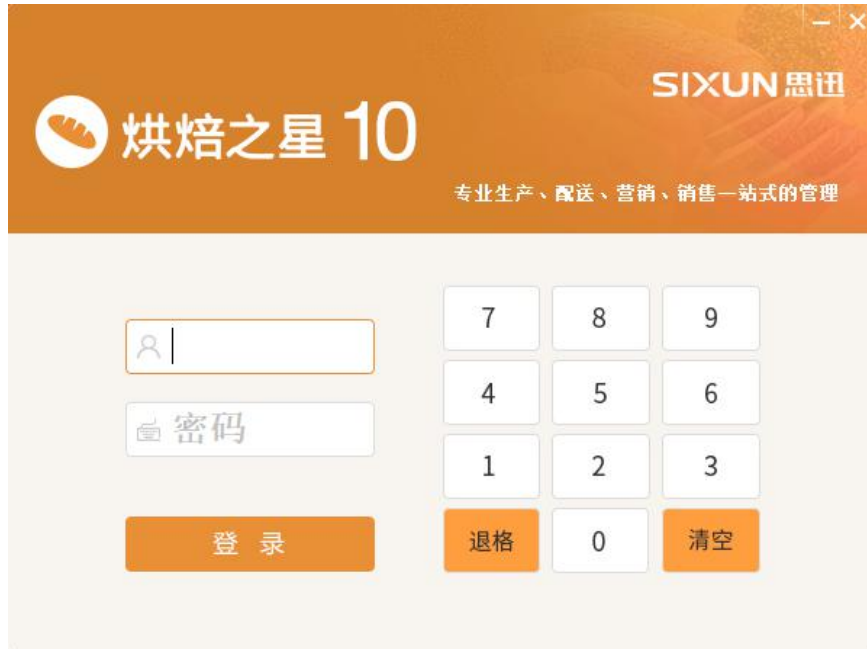 SIXUN思迅
烘焙之星 10
专业生产、配送、营销、销售一站式的管理
密码
登 录
7 8 9
4 5 6
1 2 3
退格 0 清空